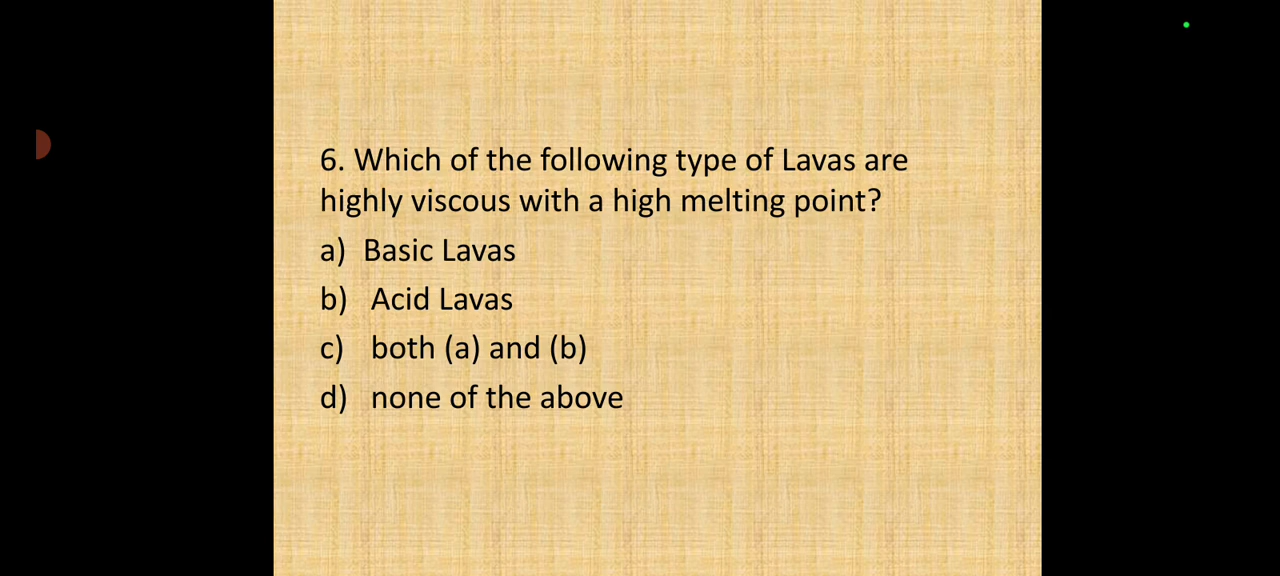 6. Which of the following type of Lavas are
highly viscous with a high melting point?
a) Basic Lavas
b) Acid Lavas
c) both (a) and (b)
d) none of the above